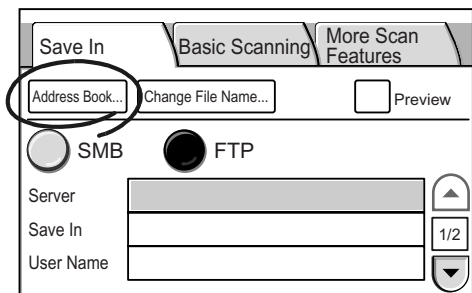 Save In
Basic Scanning
More Scan
Features
Address Book...
Change File Name...
Preview
SMB
FTP
Server
Save In
1/2
User Name